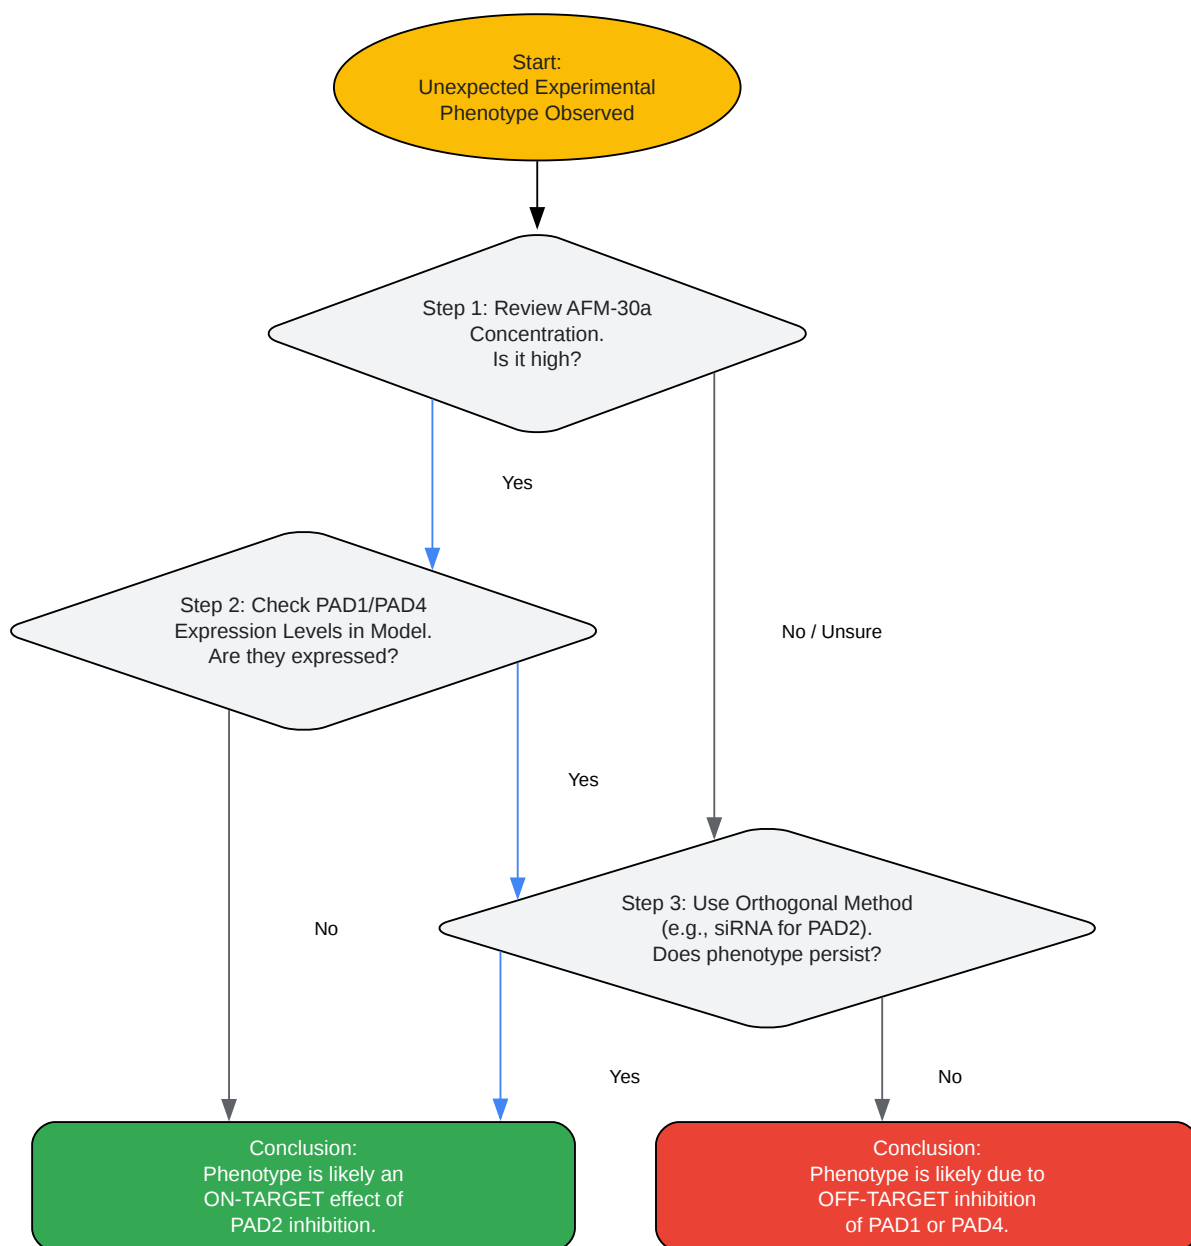 Start:
Unexpected Experimental
Phenotype Observed
Step 1: Review AFM-30a
Concentration.
Is it high?
Yes
Step 2: Check PAD1/PAD4
Expression Levels in Model.
Are they expressed?
No / Unsure
Yes
Step 3: Use Orthogonal Method
(e.g., siRNA for PAD2).
Does phenotype persist?
No
Yes
No
Conclusion:
Phenotype is likely an
ON-TARGET effect of
PAD2 inhibition.
Conclusion:
Phenotype is likely due to
OFF-TARGET inhibition
of PAD1 or PAD4.